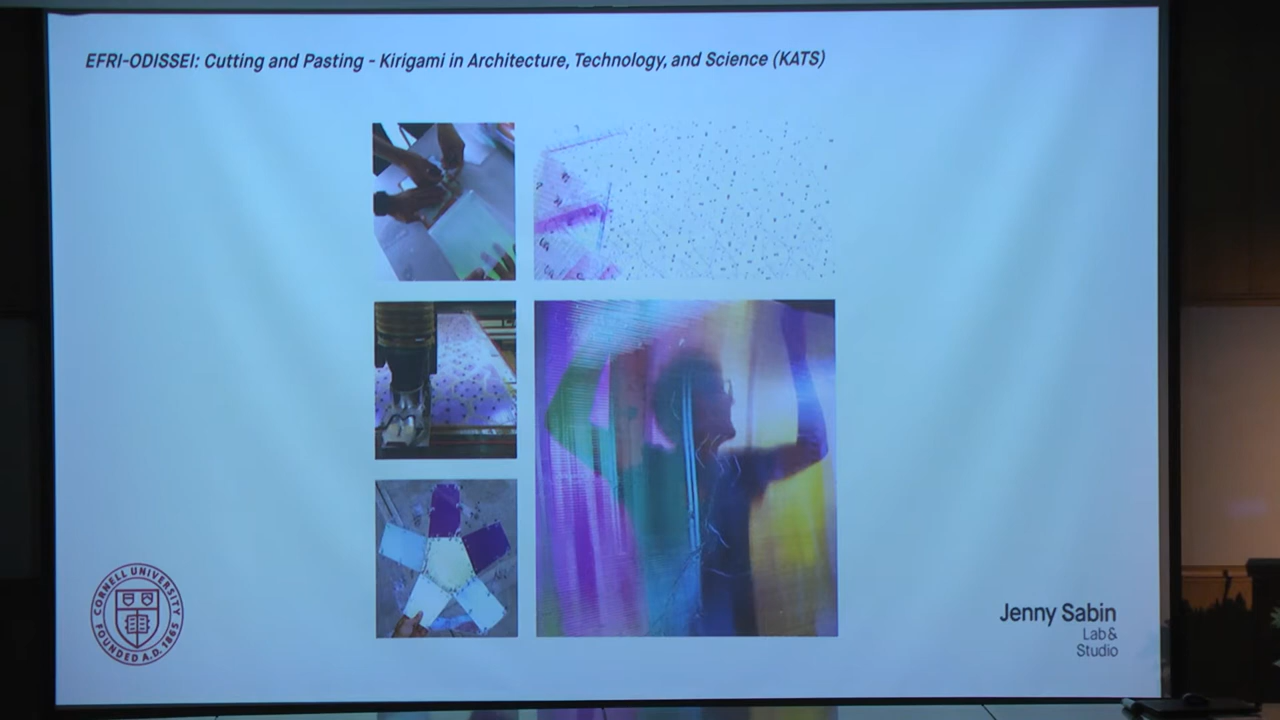 EFRI-ODISSEI: Cutting and Pasting - Kirigami in Architecture, Technology, and Science (KATS)
CORNELL UNIVERSITY
FOUNDED A.D. 1865
Jenny Sabin
Lab &
Studio